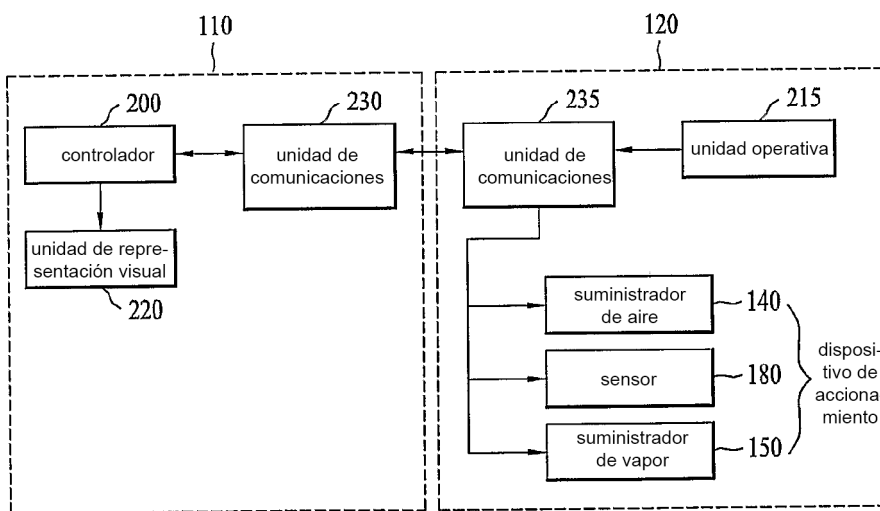 110
120
200
230
235
215
controlador
unidad de
comunicaciones
unidad de
comunicaciones
unidad operativa
unidad de repre-
sentación visual
220
suministrador
de aire
140
sensor
180
suministrador
de vapor
150
disposi-
tivo de
acciona-
miento